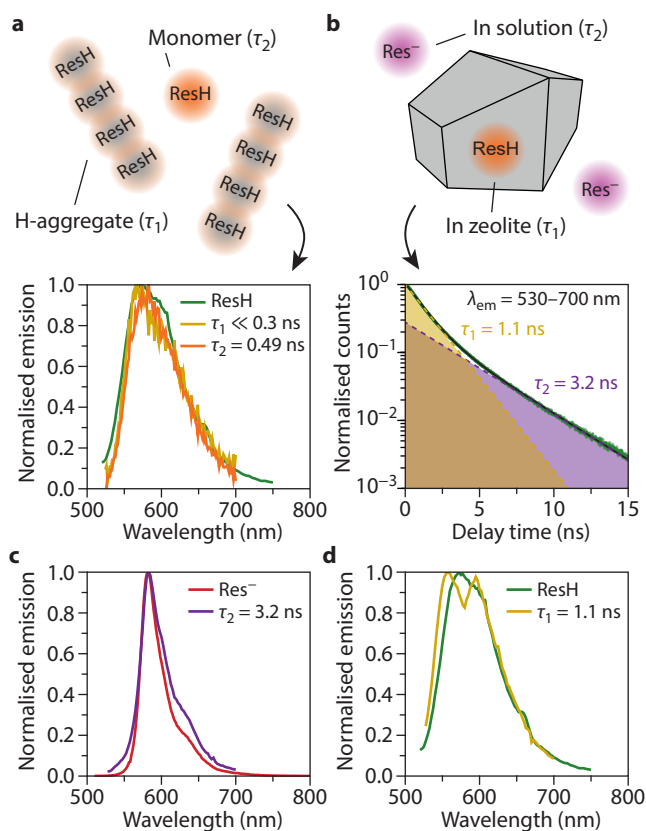 a
Monomer (τ2)
ResH
ResH
ResH
ResH
ResH
ResH
ResH
ResH
ResH
H-aggregate (τ1)
b
In solution (τ2)
Res−
ResH
Res−
In zeolite (τ1)
Normalised emission
1.0
0.8
0.6
0.4
0.2
0.0
ResH
τ1 ≪ 0.3 ns
τ2 = 0.49 ns
500 600 700 800
Wavelength (nm)
Normalised counts
10^0
10^−1
10^−2
10^−3
λem = 530–700 nm
τ1 = 1.1 ns
τ2 = 3.2 ns
0 5 10 15
Delay time (ns)
c
Normalised emission
1.0
0.8
0.6
0.4
0.2
0.0
Res−
τ2 = 3.2 ns
500 600 700 800
Wavelength (nm)
d
Normalised emission
1.0
0.8
0.6
0.4
0.2
0.0
ResH
τ1 = 1.1 ns
500 600 700 800
Wavelength (nm)